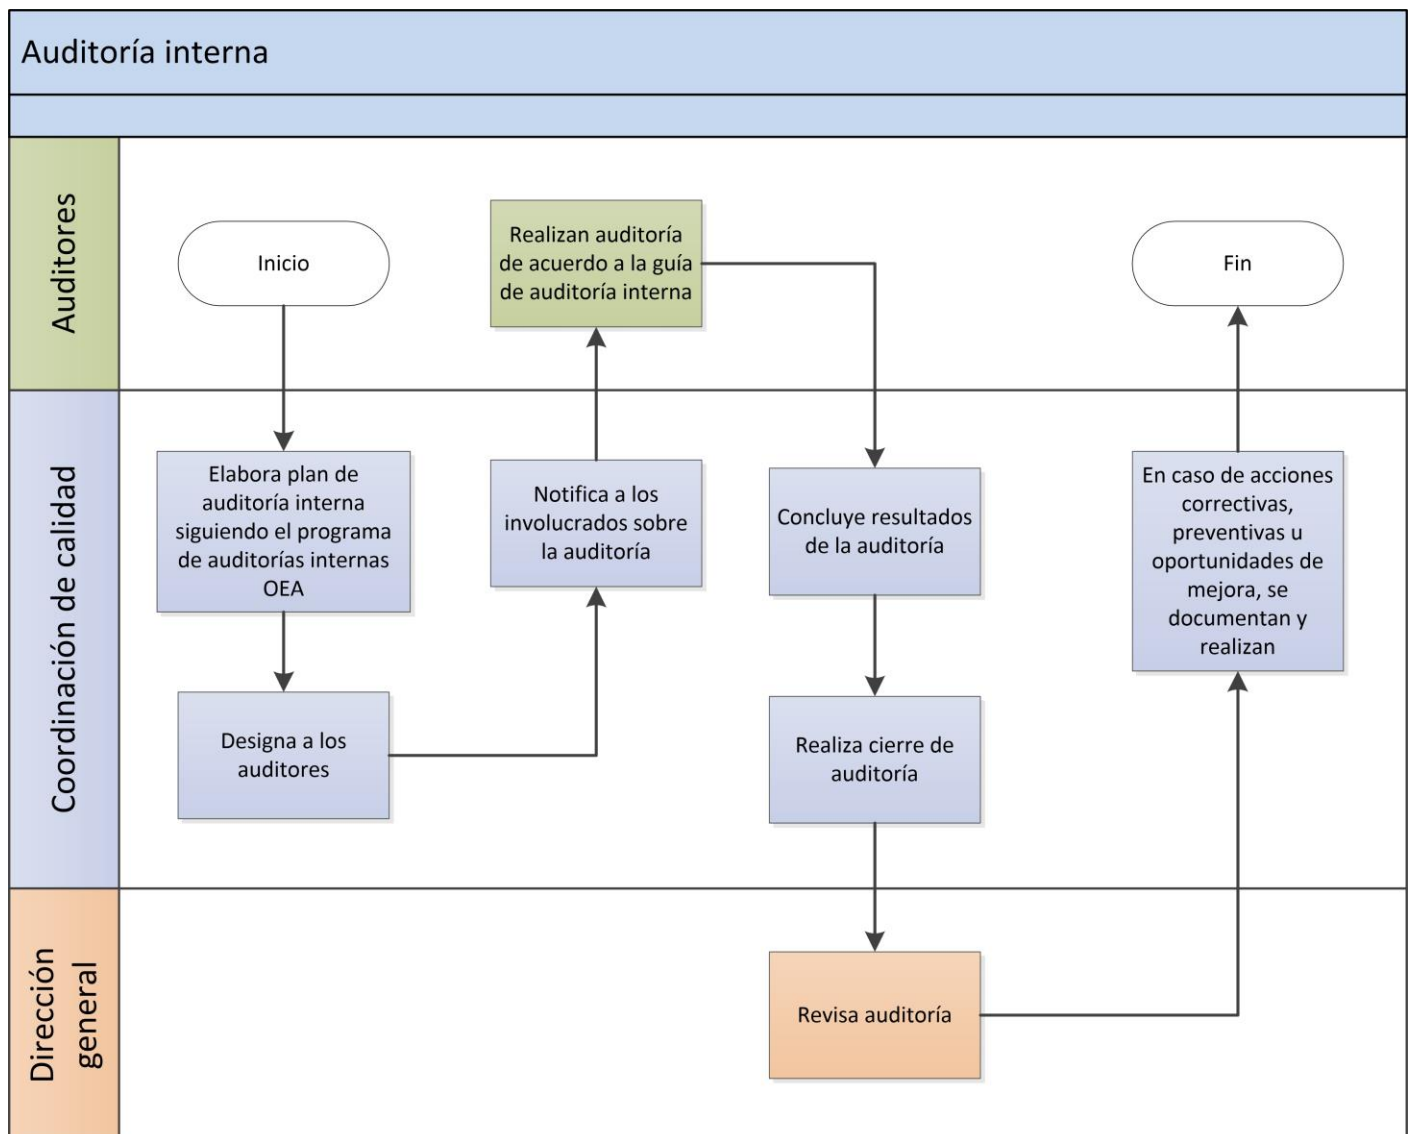 Auditoría interna
Auditores
Inicio
Realizan auditoría
de acuerdo a la guía
de auditoría interna
Fin
Coordinación de calidad
Elabora plan de
auditoría interna
siguiendo el programa
de auditorías internas
OEA
Designa a los
auditores
Notifica a los
involucrados sobre
la auditoría
Concluye resultados
de la auditoría
Realiza cierre de
auditoría
En caso de acciones
correctivas,
preventivas u
oportunidades de
mejora, se
documentan y
realizan
Dirección
general
Revisa auditoría